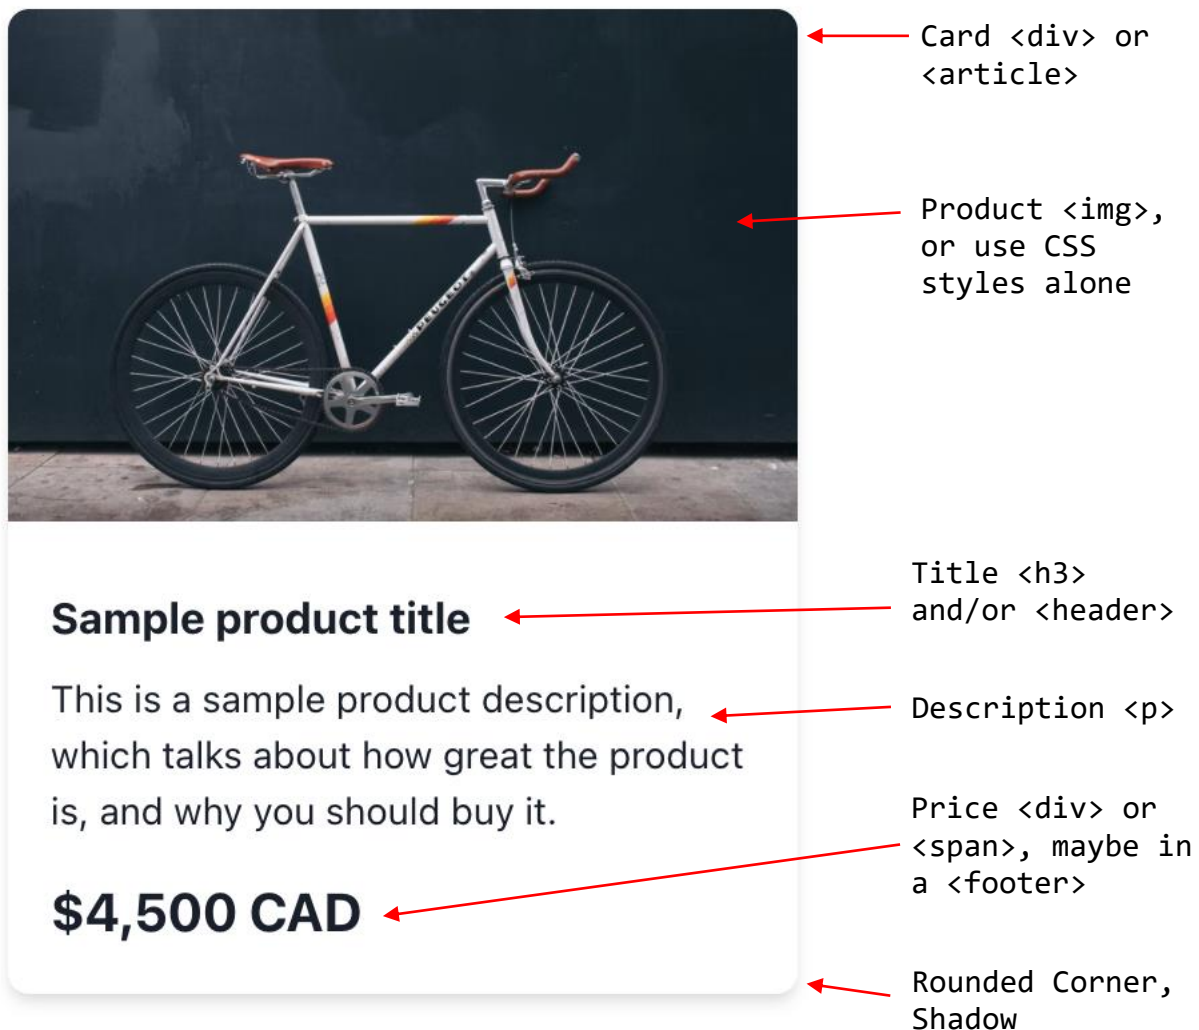 Card <div> or
<article>
Product <img>,
or use CSS
styles alone
PEUGEOT
Title <h3>
and/or <header>
Sample product title
Description <p>
This is a sample product description,
which talks about how great the product
is, and why you should buy it.
Price <div> or
<span>, maybe in
a <footer>
$4,500 CAD
Rounded Corner,
Shadow